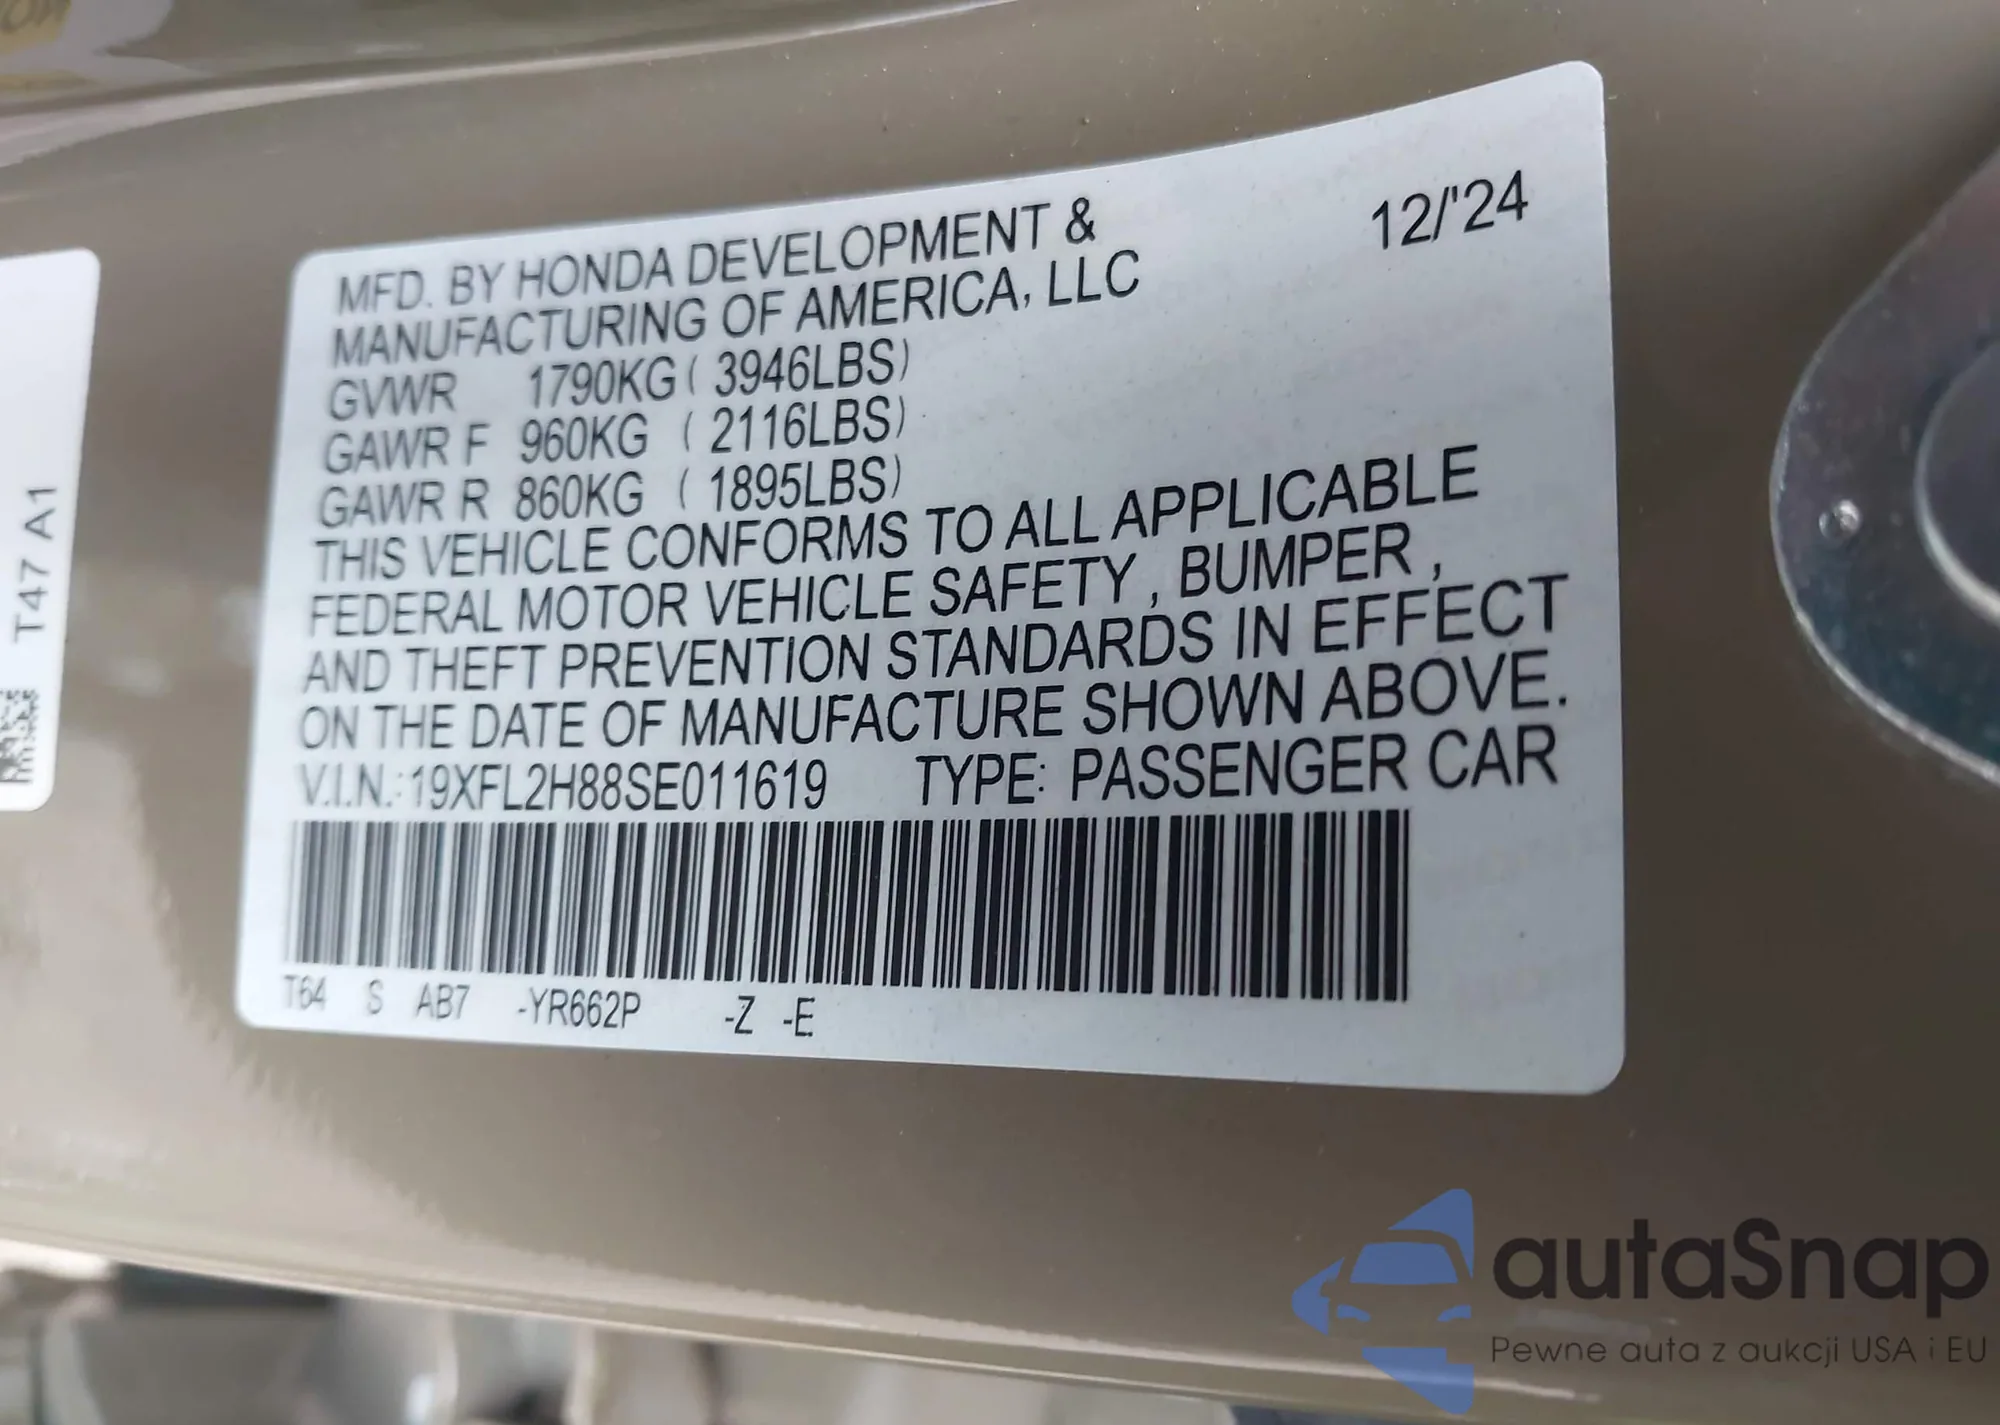 MFD. BY HONDA DEVELOPMENT &
MANUFACTURING OF AMERICA, LLC
12/'24
GVWR 1790KG ( 3946LBS)
GAWR F 960KG ( 2116LBS)
GAWR R 860KG ( 1895LBS)
THIS VEHICLE CONFORMS TO ALL APPLICABLE
FEDERAL MOTOR VEHICLE SAFETY , BUMPER ,
AND THEFT PREVENTION STANDARDS IN EFFECT
ON THE DATE OF MANUFACTURE SHOWN ABOVE.
V.I.N.: 19XFL2H88SE011619 TYPE: PASSENGER CAR
T64 S AB7 -YR662P -Z -E
T47 A1
autaSnap
Pewne auta z aukcji USA i EU